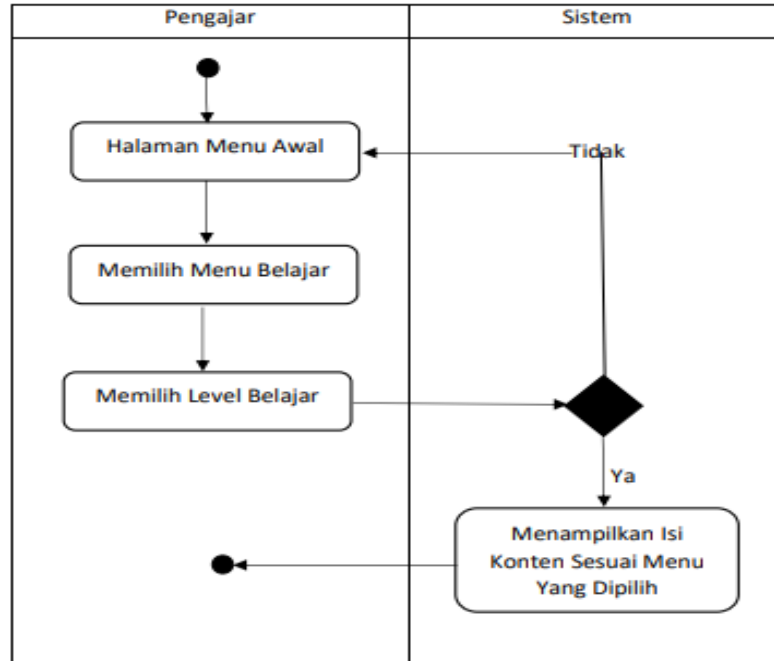 Pengajar
Sistem
Halaman Menu Awal
Tidak
Memilih Menu Belajar
Memilih Level Belajar
Ya
Menampilkan Isi
Konten Sesuai Menu
Yang Dipilih